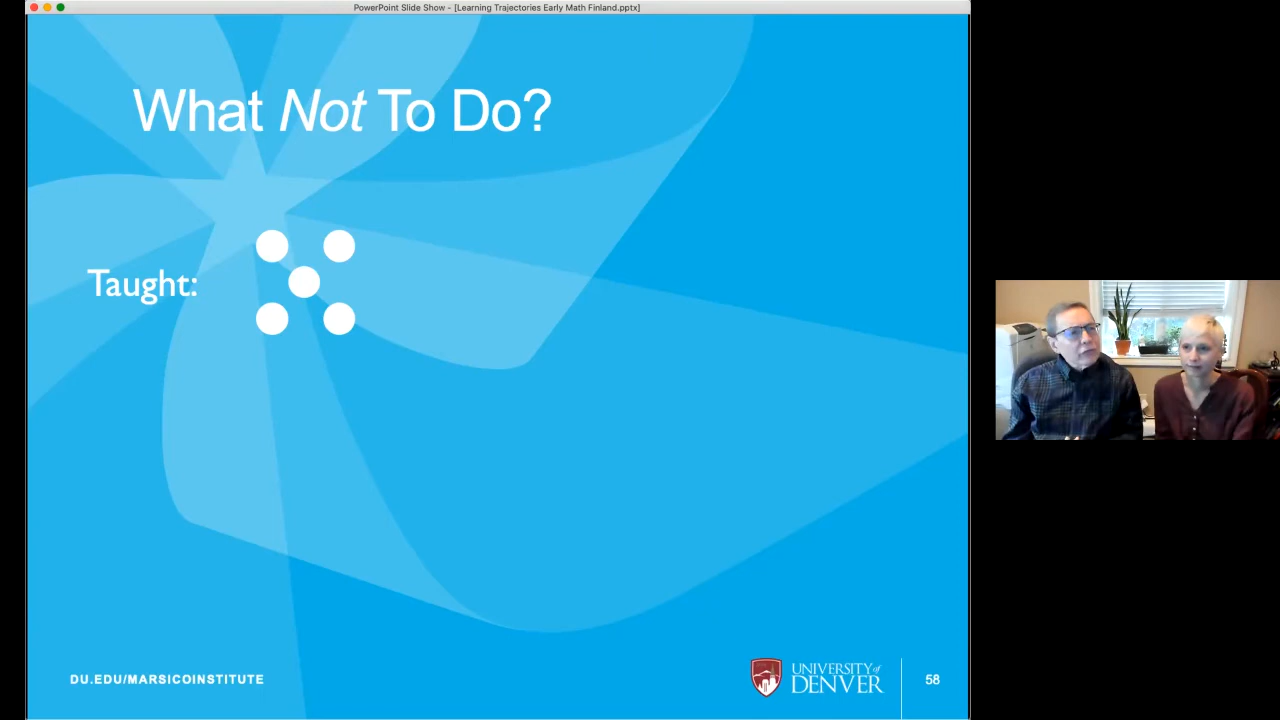 PowerPoint Slide Show - [Learning Trajectories Early Math Finland.pptx]
What Not To Do?
Taught:
DU.EDU/MARSICOINSTITUTE
UNIVERSITY of
DENVER
58